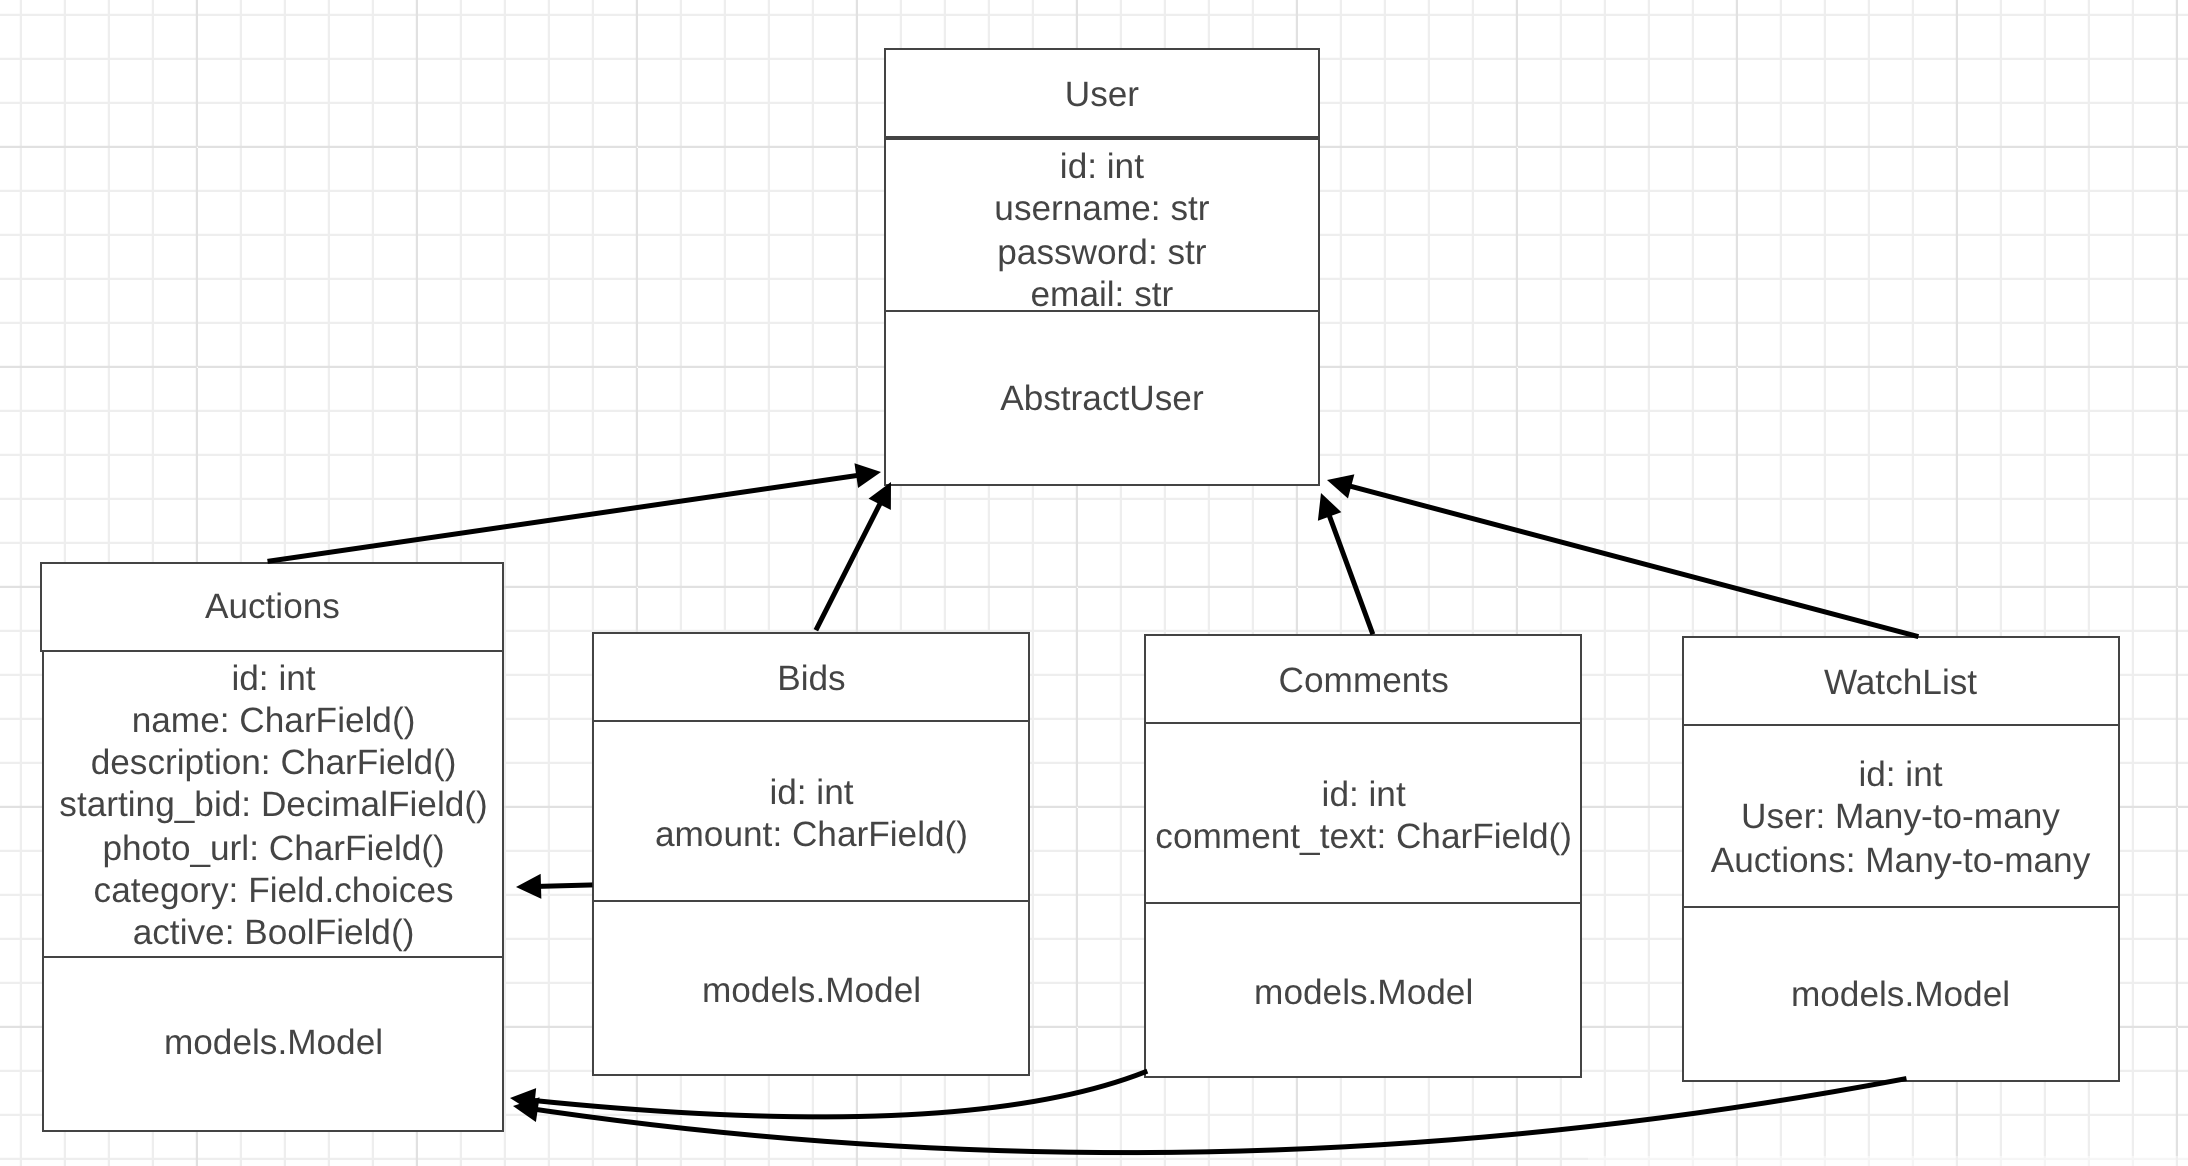 User
id: int
username: str
password: str
email: str
AbstractUser
Auctions
id: int
name: CharField()
description: CharField()
starting_bid: DecimalField()
photo_url: CharField()
category: Field.choices
active: BoolField()
models.Model
Bids
id: int
amount: CharField()
models.Model
Comments
id: int
comment_text: CharField()
models.Model
WatchList
id: int
User: Many-to-many
Auctions: Many-to-many
models.Model